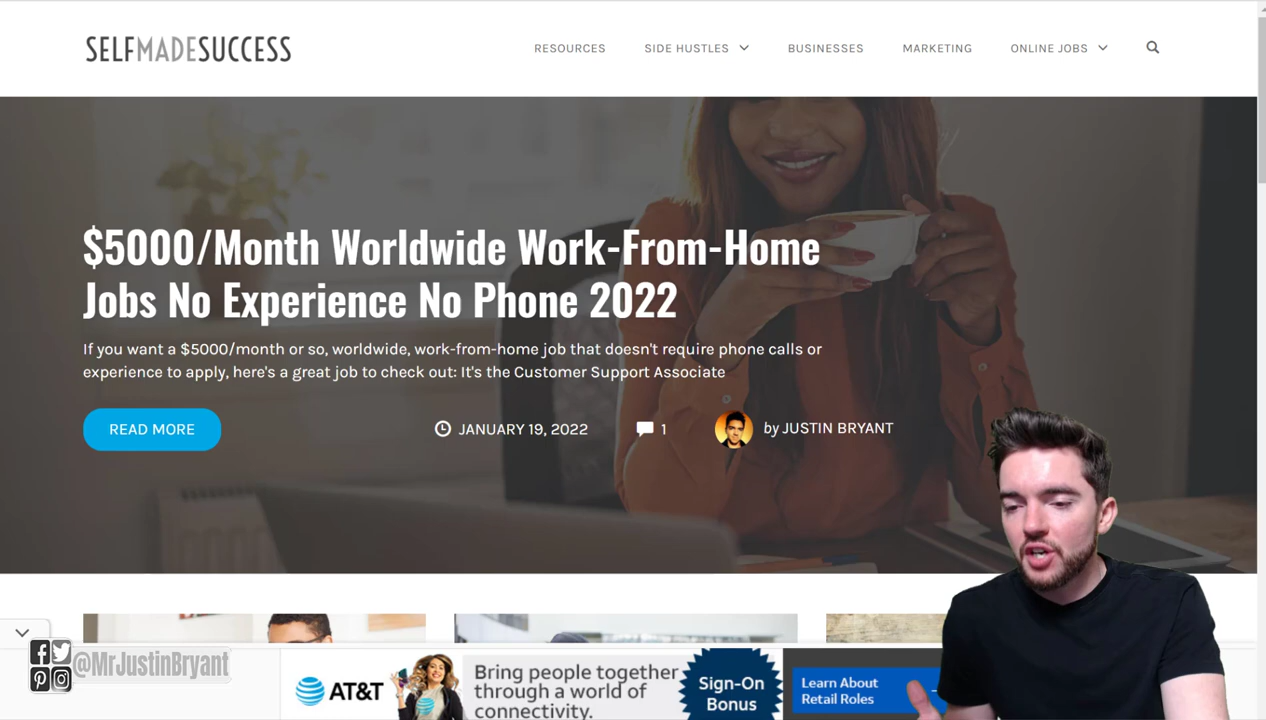 SELFMADESUCCESS
RESOURCES SIDE HUSTLES BUSINESSES MARKETING ONLINE JOBS
$5000/Month Worldwide Work-From-Home
Jobs No Experience No Phone 2022
If you want a $5000/month or so, worldwide, work-from-home job that doesn't require phone calls or
experience to apply, here's a great job to check out: It's the Customer Support Associate
READ MORE JANUARY 19, 2022 1 by JUSTIN BRYANT
@MrJustinBryant
AT&T
Bring people together
through a world of
connectivity.
Sign-On
Bonus
Learn About
Retail Roles